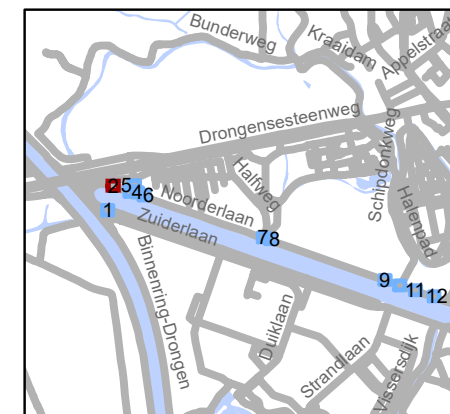 Bunderweg
Kraaidam
Appelstraat
Drongensesteenweg
Schipdonkweg
Halfweg
Halenpad
2 5 4 6
Noorderlaan
1
Zuiderlaan
7 8
Binnenring-Drongen
9 11 12
Duiklaan
Strandlaan
Vissersdijk